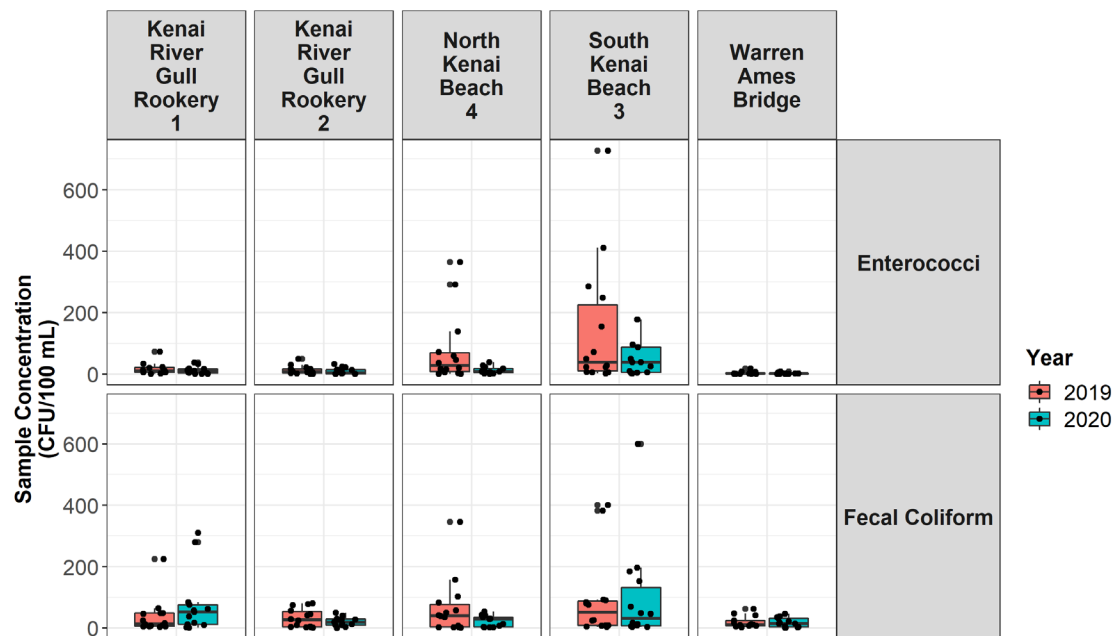 Kenai
River
Gull
Rookery
1
Kenai
River
Gull
Rookery
2
North
Kenai
Beach
4
South
Kenai
Beach
3
Warren
Ames
Bridge
Sample Concentration
(CFU/100 mL)
600
400
200
0
Enterococci
600
400
200
0
Fecal Coliform
Year
2019
2020